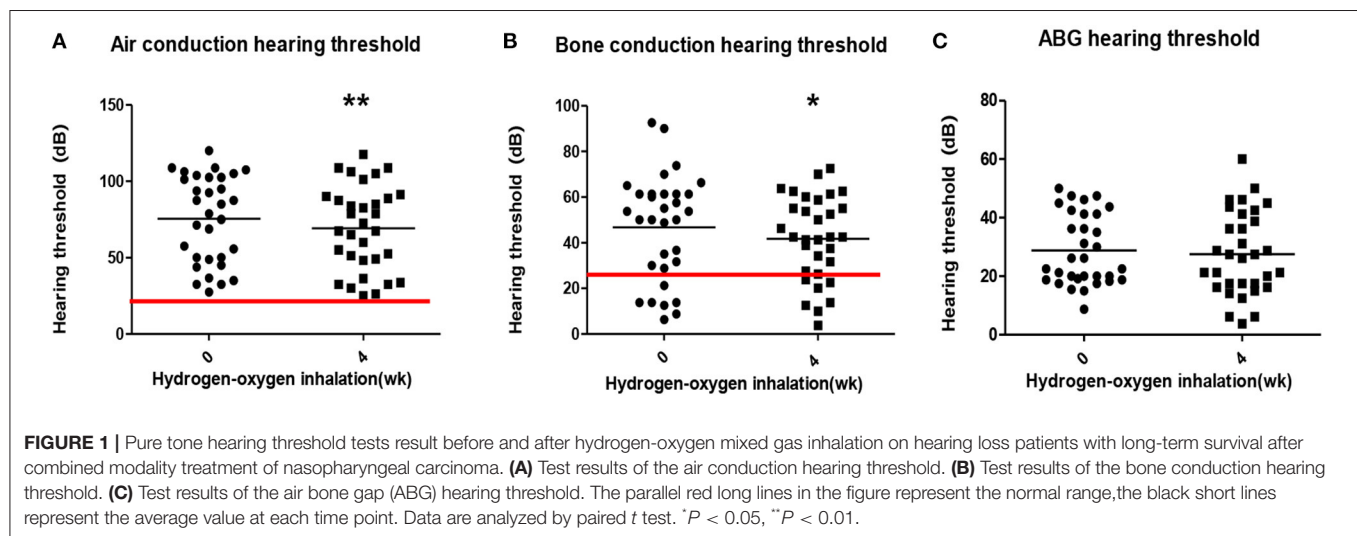 A Air conduction hearing threshold
Hearing threshold (dB)
150
100
50
0
**
0
4
Hydrogen-oxygen inhalation(wk)
B Bone conduction hearing threshold
Hearing threshold (dB)
100
80
60
40
20
0
*
0
4
Hydrogen-oxygen inhalation(wk)
C ABG hearing threshold
Hearing threshold (dB)
80
60
40
20
0
0
4
Hydrogen-oxygen inhalation(wk)
FIGURE 1 | Pure tone hearing threshold tests result before and after hydrogen-oxygen mixed gas inhalation on hearing loss patients with long-term survival after
combined modality treatment of nasopharyngeal carcinoma. (A) Test results of the air conduction hearing threshold. (B) Test results of the bone conduction hearing
threshold. (C) Test results of the air bone gap (ABG) hearing threshold. The parallel red long lines in the figure represent the normal range,the black short lines
represent the average value at each time point. Data are analyzed by paired t test. *P < 0.05, **P < 0.01.